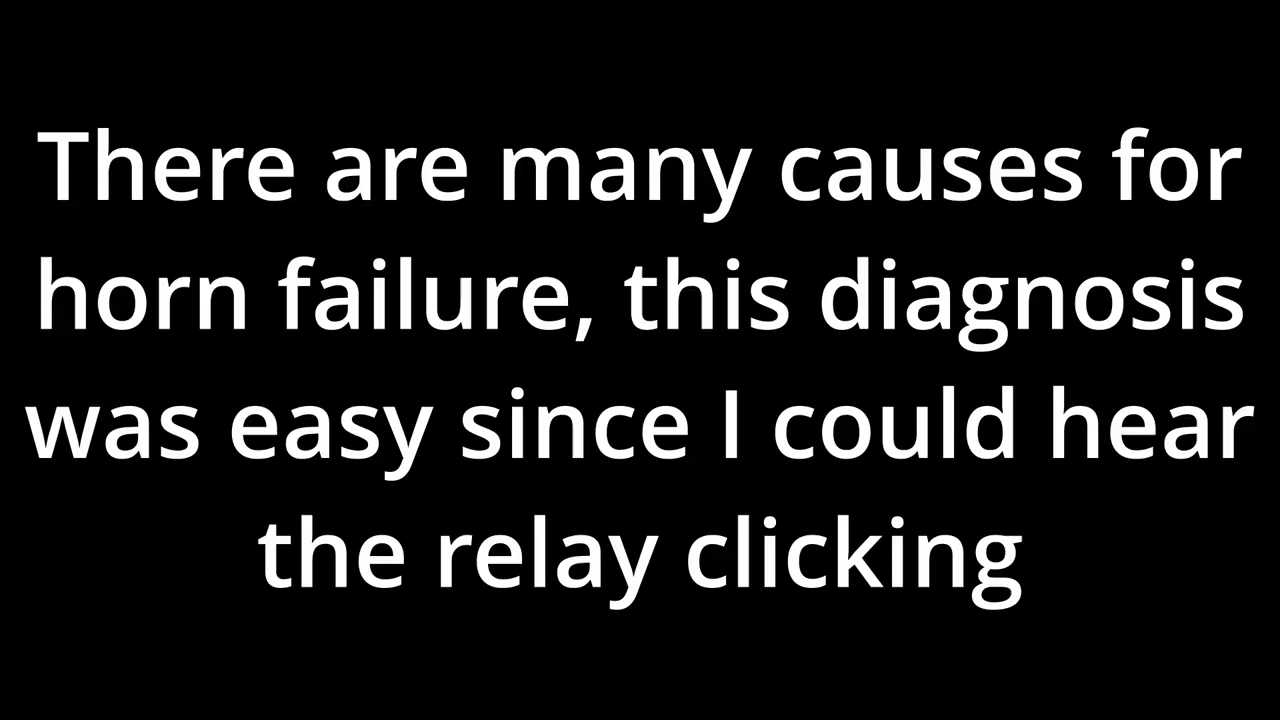 There are many causes for
horn failure, this diagnosis
was easy since I could hear
the relay clicking